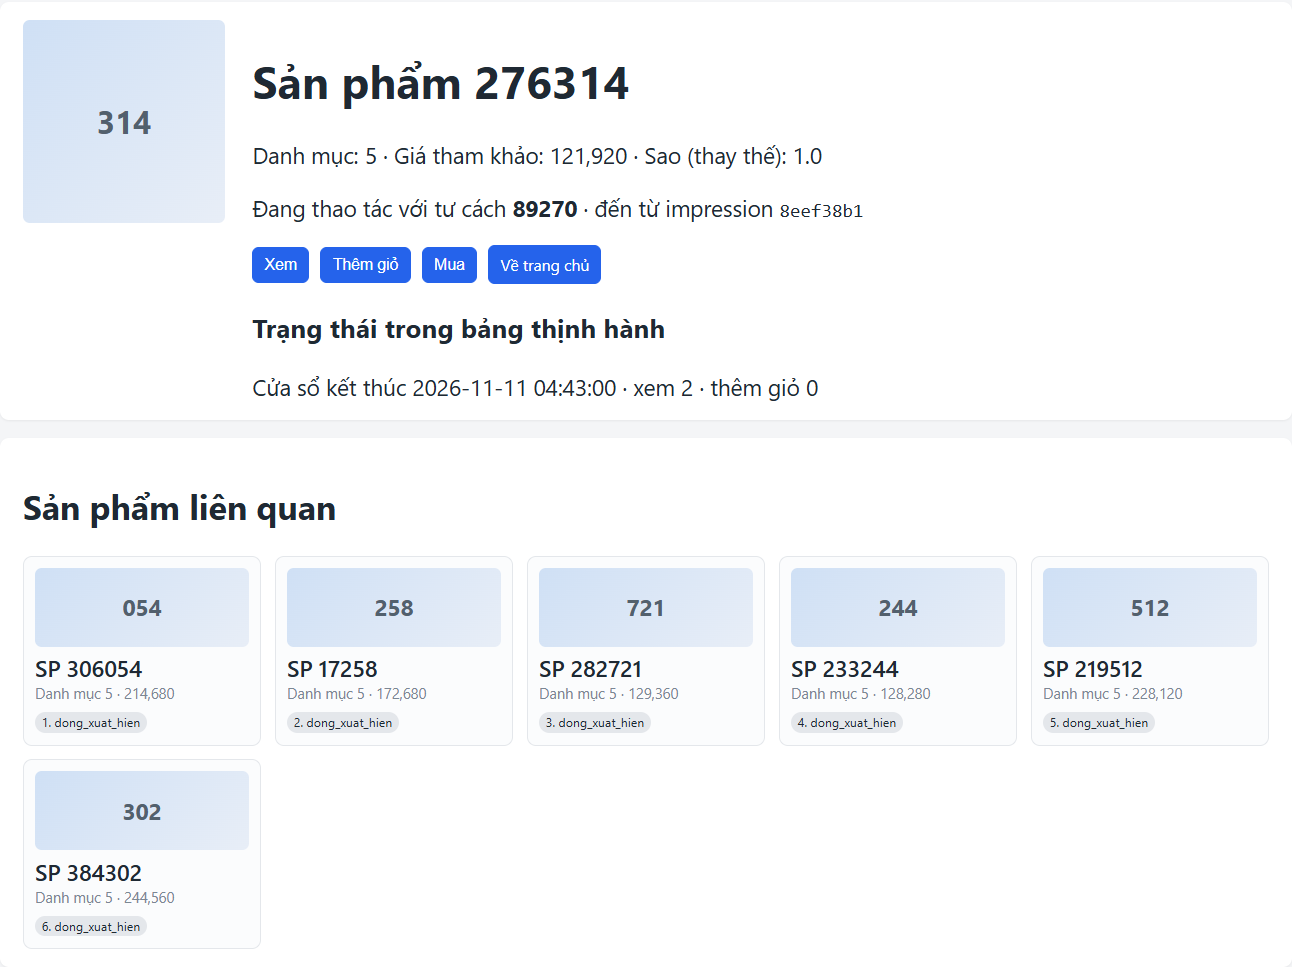 314
Sản phẩm 276314
Danh mục: 5 · Giá tham khảo: 121,920 · Sao (thay thế): 1.0
Đang thao tác với tư cách 89270 · đến từ impression 8eef38b1
Xem Thêm giỏ Mua Về trang chủ
Trạng thái trong bảng thịnh hành
Cửa sổ kết thúc 2026-11-11 04:43:00 · xem 2 · thêm giỏ 0
Sản phẩm liên quan
054
SP 306054
Danh mục 5 · 214,680
1. dong_xuat_hien
258
SP 17258
Danh mục 5 · 172,680
2. dong_xuat_hien
721
SP 282721
Danh mục 5 · 129,360
3. dong_xuat_hien
244
SP 233244
Danh mục 5 · 128,280
4. dong_xuat_hien
512
SP 219512
Danh mục 5 · 228,120
5. dong_xuat_hien
302
SP 384302
Danh mục 5 · 244,560
6. dong_xuat_hien